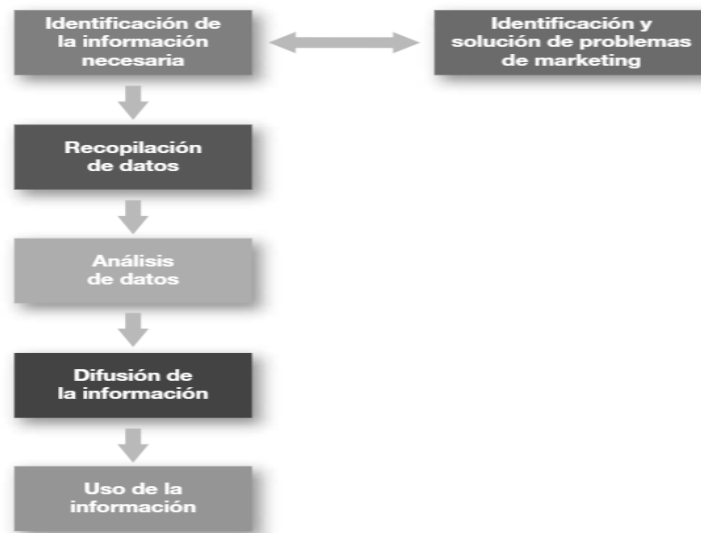 Identificación de
la información
necesaria
Identificación y
solución de problemas
de marketing
Recopilación
de datos
Análisis
de datos
Difusión de
la información
Uso de la
información